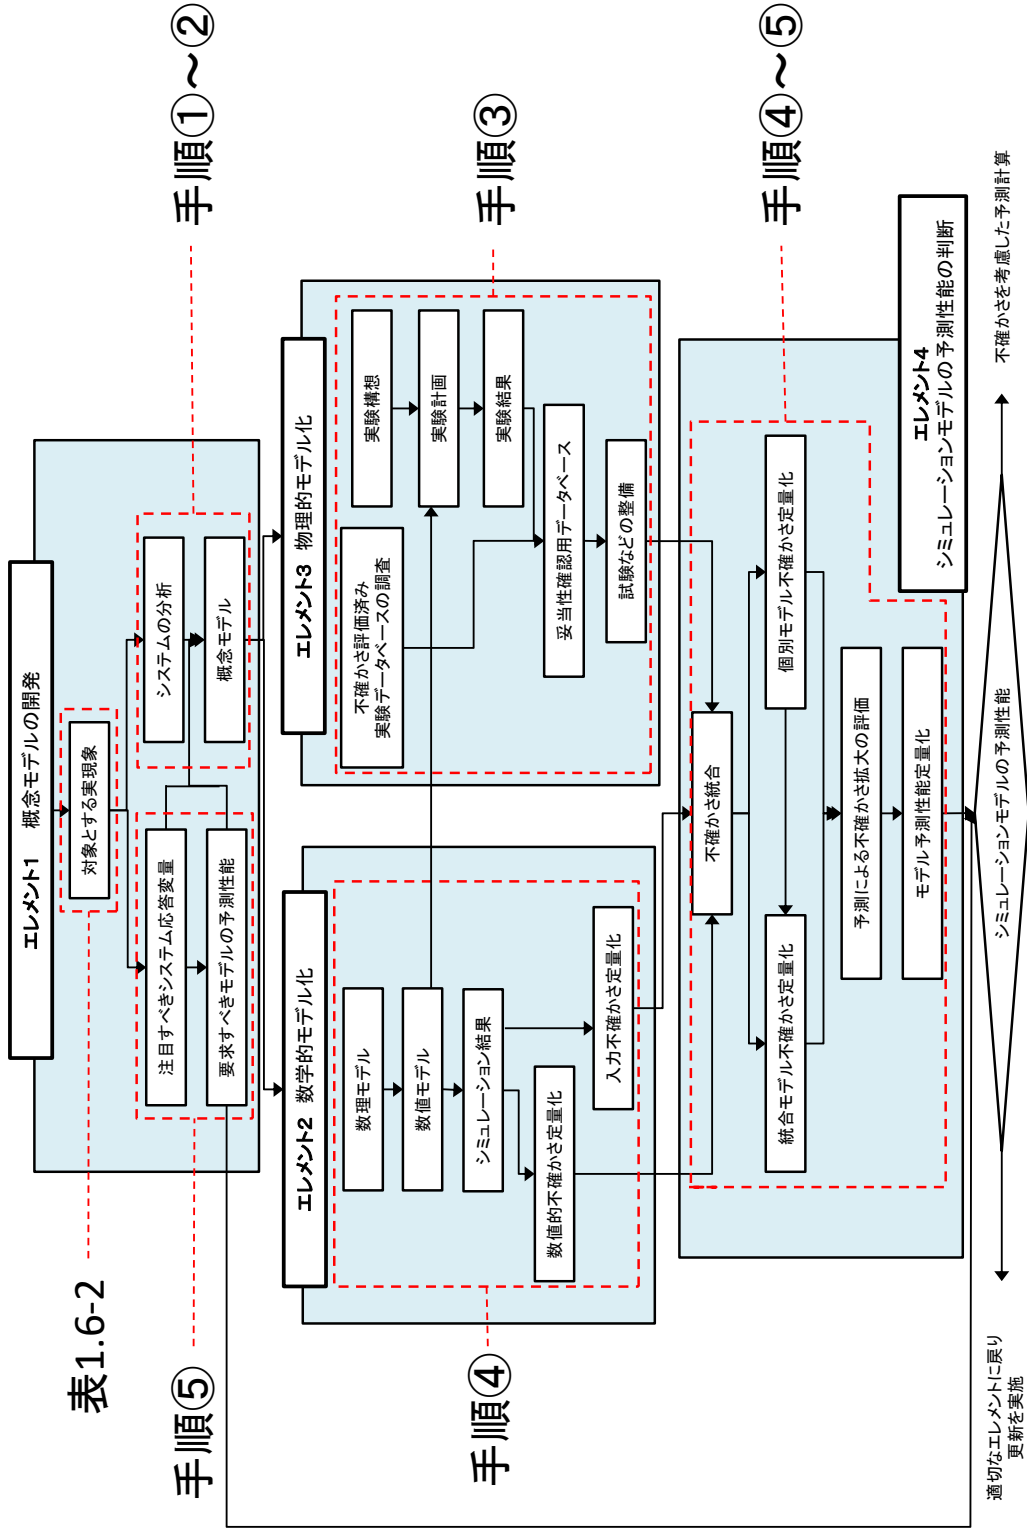 エレメント1　概念モデルの開発
対象とする実現象
注目すべきシステム応答変量
要求すべきモデルの予測性能
システムの分析
概念モデル
表1.6-2
手順⑤
手順①～②
エレメント2 数学的モデル化
数理モデル
数値モデル
シミュレーション結果
数値的不確かさ定量化
入力不確かさ定量化
手順④
エレメント3 物理的モデル化
不確かさ評価済み
実験データベースの調査
実験構想
実験計画
実験結果
妥当性確認用データベース
試験などの整備
手順③
不確かさ統合
統合モデル不確かさ定量化
個別モデル不確かさ定量化
予測による不確かさ拡大の評価
モデル予測性能定量化
手順④～⑤
エレメント4
シミュレーションモデルの予測性能の判断
シミュレーションモデルの予測性能
適切なエレメントに戻り
更新を実施
不確かさを考慮した予測計算